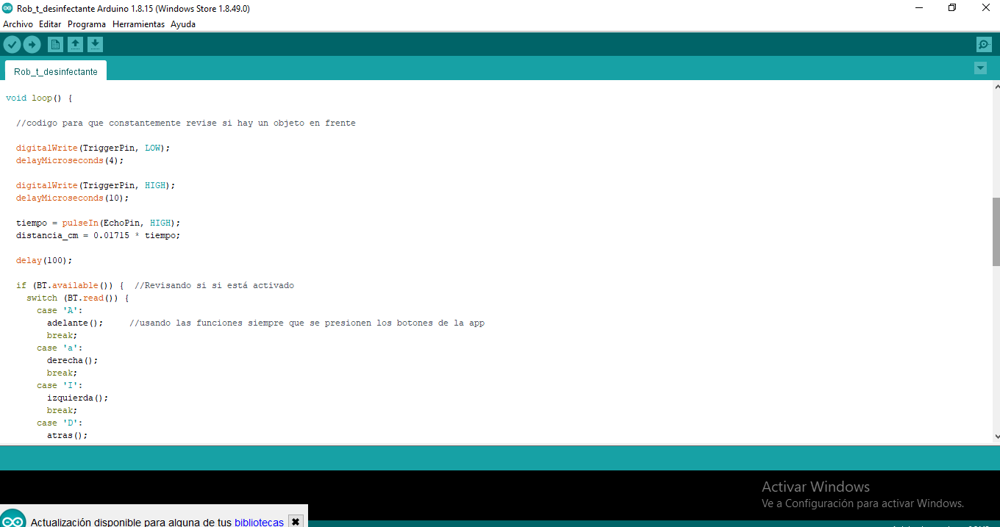 Rob_t_desinfectante Arduino 1.8.15 (Windows Store 1.8.49.0)
Archivo Editar Programa Herramientas Ayuda
Rob_t_desinfectante
void loop() {
//codigo para que constantemente revise si hay un objeto en frente
digitalWrite(TriggerPin, LOW);
delayMicroseconds(4);
digitalWrite(TriggerPin, HIGH);
delayMicroseconds(10);
tiempo = pulseIn(EchoPin, HIGH);
distancia_cm = 0.01715 * tiempo;
delay(100);
if (BT.available()) { //Revisando si si está activado
switch (BT.read()) {
case 'A':
adelante(); //usando las funciones siempre que se presionen los botones de la app
break;
case 'a':
derecha();
break;
case 'I':
izquierda();
break;
case 'D':
atras();
Activar Windows
Ve a Configuración para activar Windows.
Actualización disponible para alguna de tus bibliotecas